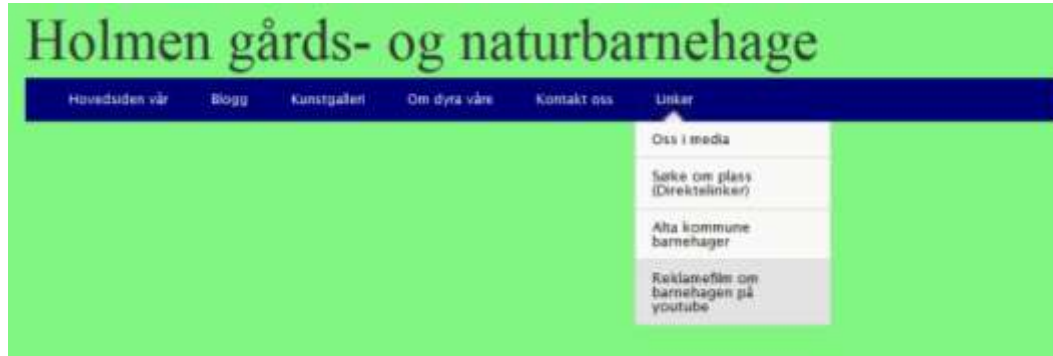 Holmen gårds- og naturbarnehage
Hovedsiden vår Blogg Kunstgalleri Om dyra våre Kontakt oss Linker
Oss i media
Søke om plass
(Direktelinker)
Alta kommune
barnehager
Reklamefilm om
barnehagen på
youtube